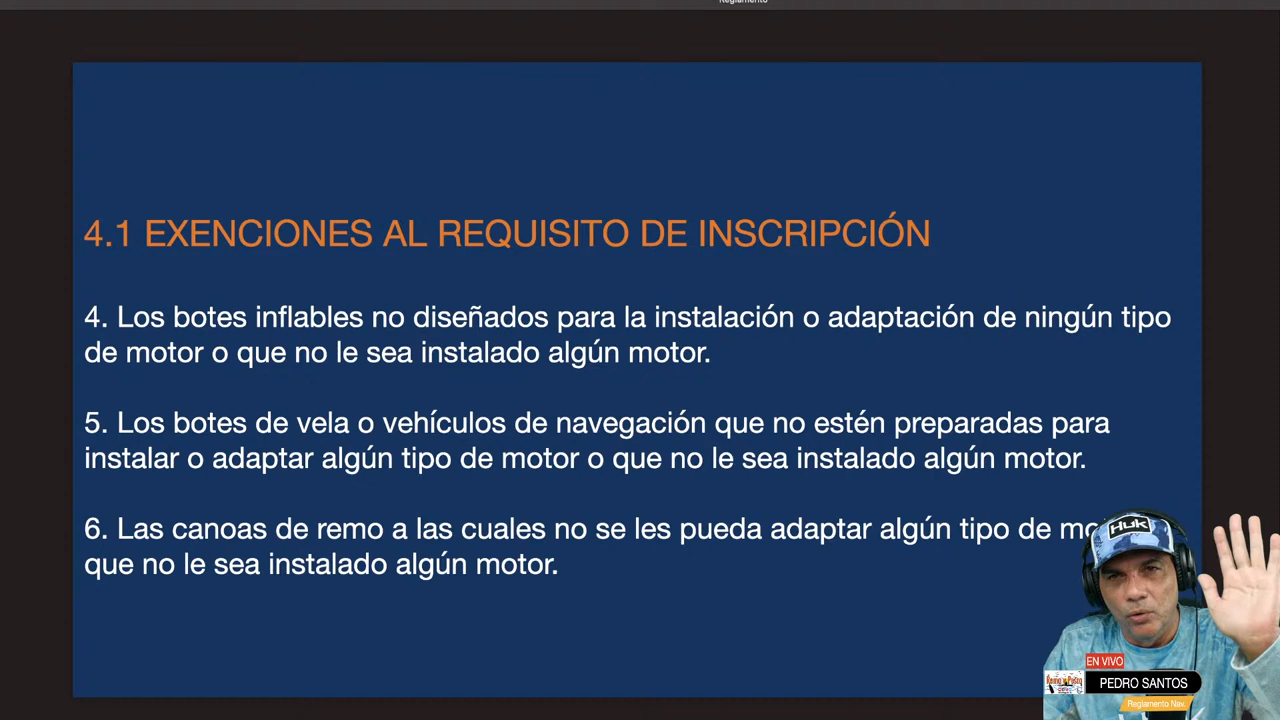 Reglamento
4.1 EXENCIONES AL REQUISITO DE INSCRIPCIÓN
4. Los botes inflables no diseñados para la instalación o adaptación de ningún tipo
de motor o que no le sea instalado algún motor.
5. Los botes de vela o vehículos de navegación que no estén preparadas para
instalar o adaptar algún tipo de motor o que no le sea instalado algún motor.
6. Las canoas de remo a las cuales no se les pueda adaptar algún tipo de
que no le sea instalado algún motor.
HUK
EN VIVO
PEDRO SANTOS
Reglamento Nav.